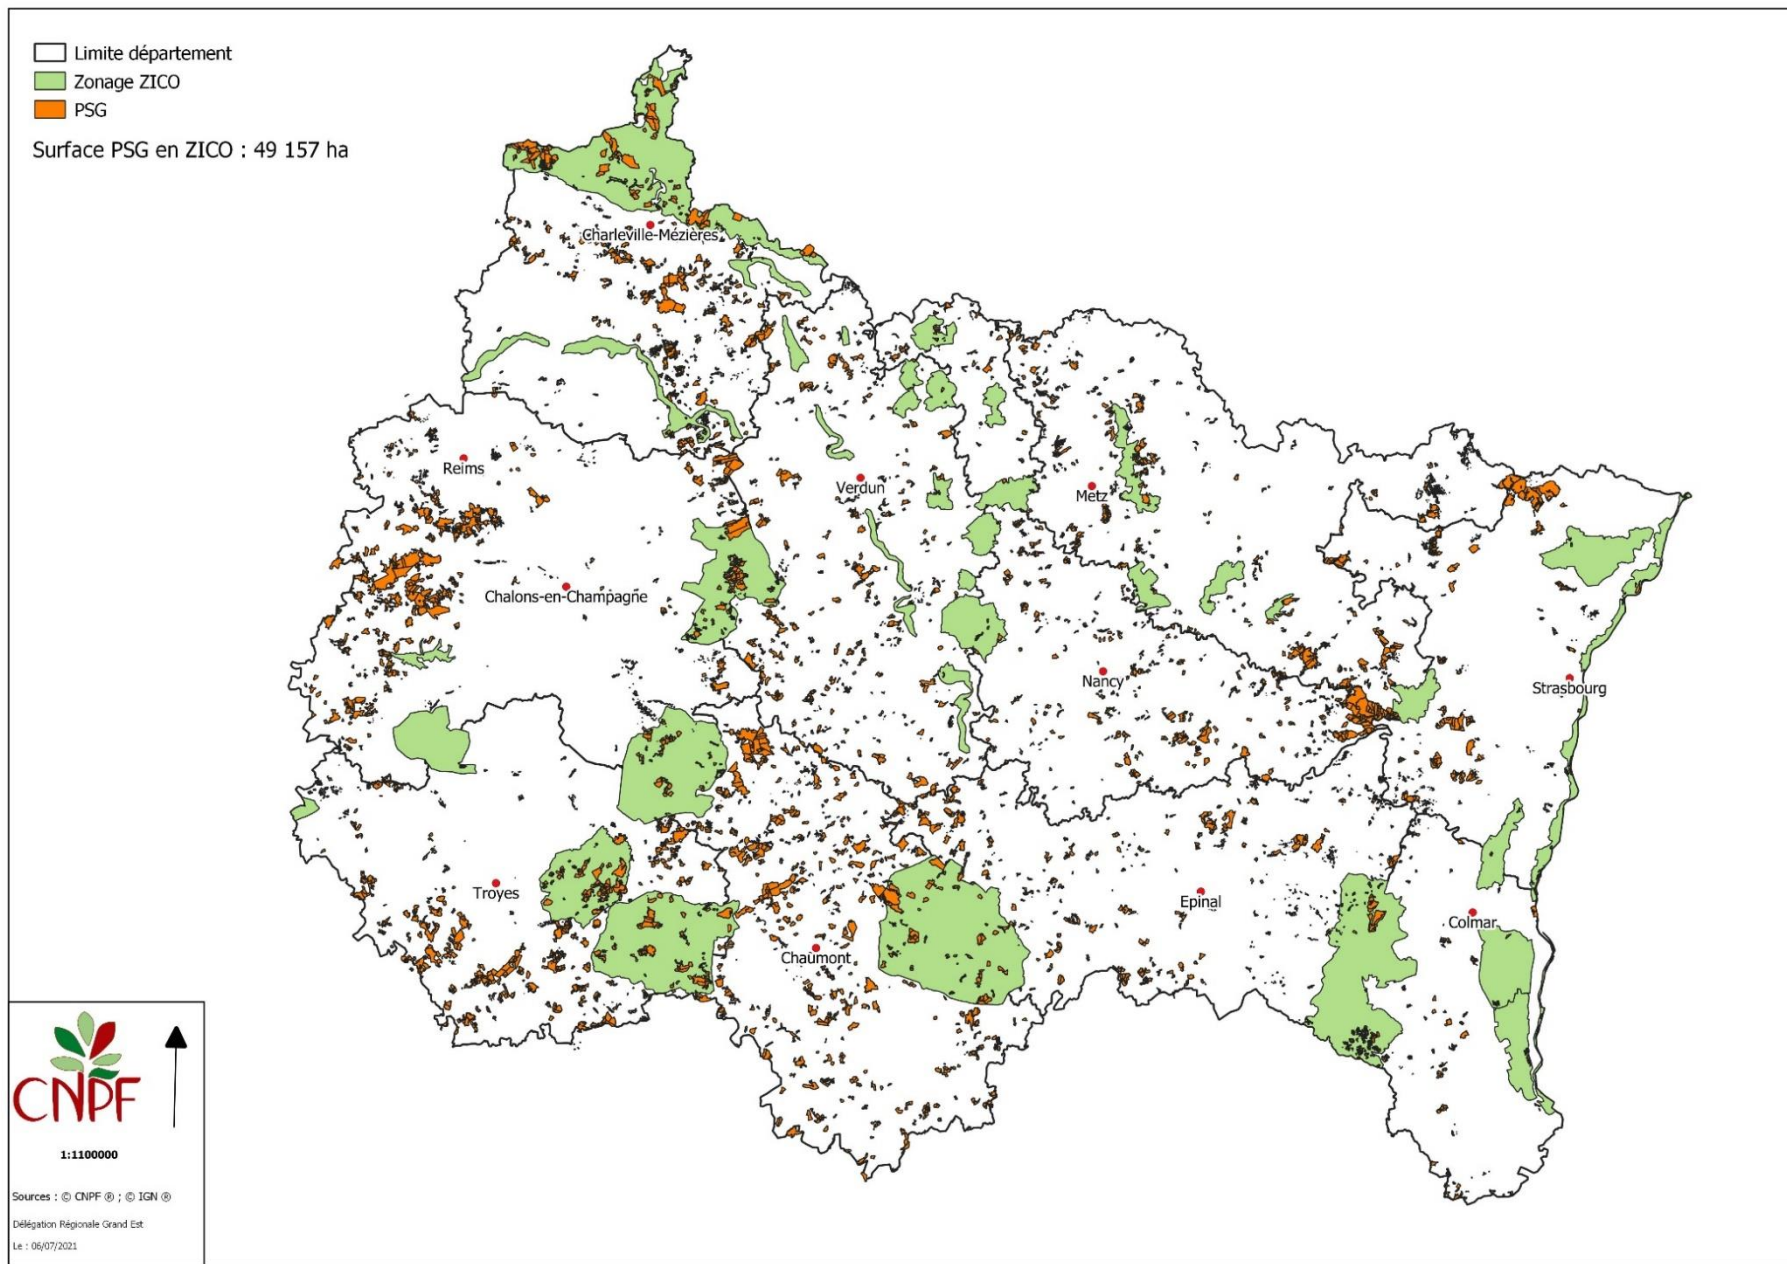 Limite département
Zonage ZICO
PSG
Surface PSG en ZICO : 49 157 ha
Charleville-Mézières
Reims
Verdun
Metz
Chalons-en-Champagne
Nancy
Strasbourg
Troyes
Epinal
Colmar
Chaumont
CNPF
1:1100000
Sources : © CNPF ® ; © IGN ®
Délégation Régionale Grand Est
Le : 06/07/2021